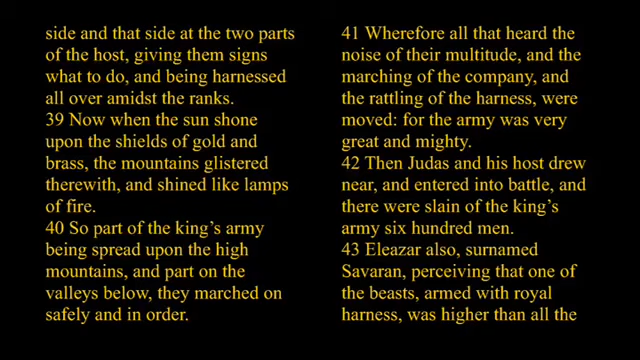 side and that side at the two parts
of the host, giving them signs
what to do, and being harnessed
all over amidst the ranks.
39 Now when the sun shone
upon the shields of gold and
brass, the mountains glistered
therewith, and shined like lamps
of fire.
40 So part of the king’s army
being spread upon the high
mountains, and part on the
valleys below, they marched on
safely and in order.
41 Wherefore all that heard the
noise of their multitude, and the
marching of the company, and
the rattling of the harness, were
moved: for the army was very
great and mighty.
42 Then Judas and his host drew
near, and entered into battle, and
there were slain of the king’s
army six hundred men.
43 Eleazar also, surnamed
Savaran, perceiving that one of
the beasts, armed with royal
harness, was higher than all the